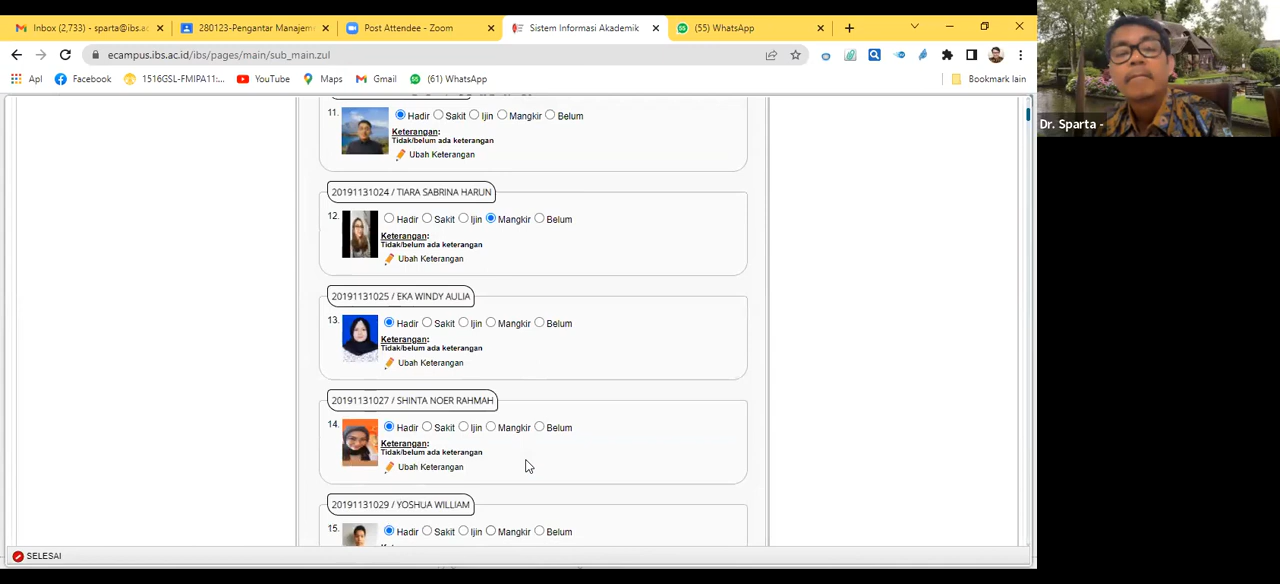 Inbox (2,733) - sparta@ibs.ac.i
280123-Pengantar Manajem
Post Attendee - Zoom
Sistem Informasi Akademik
(55) WhatsApp
ecampus.ibs.ac.id/ibs/pages/main/sub_main.zul
Apl
Facebook
1516GSL-FMIPA11:...
YouTube
Maps
Gmail
(61) WhatsApp
Bookmark lain
Dr. Sparta -
11.
Hadir Sakit Ijin Mangkir Belum
Keterangan:
Tidak/belum ada keterangan
Ubah Keterangan
20191131024 / TIARA SABRINA HARUN
12.
Hadir Sakit Ijin Mangkir Belum
Keterangan:
Tidak/belum ada keterangan
Ubah Keterangan
20191131025 / EKA WINDY AULIA
13.
Hadir Sakit Ijin Mangkir Belum
Keterangan:
Tidak/belum ada keterangan
Ubah Keterangan
20191131027 / SHINTA NOER RAHMAH
14.
Hadir Sakit Ijin Mangkir Belum
Keterangan:
Tidak/belum ada keterangan
Ubah Keterangan
20191131029 / YOSHUA WILLIAM
15.
Hadir Sakit Ijin Mangkir Belum
SELESAI